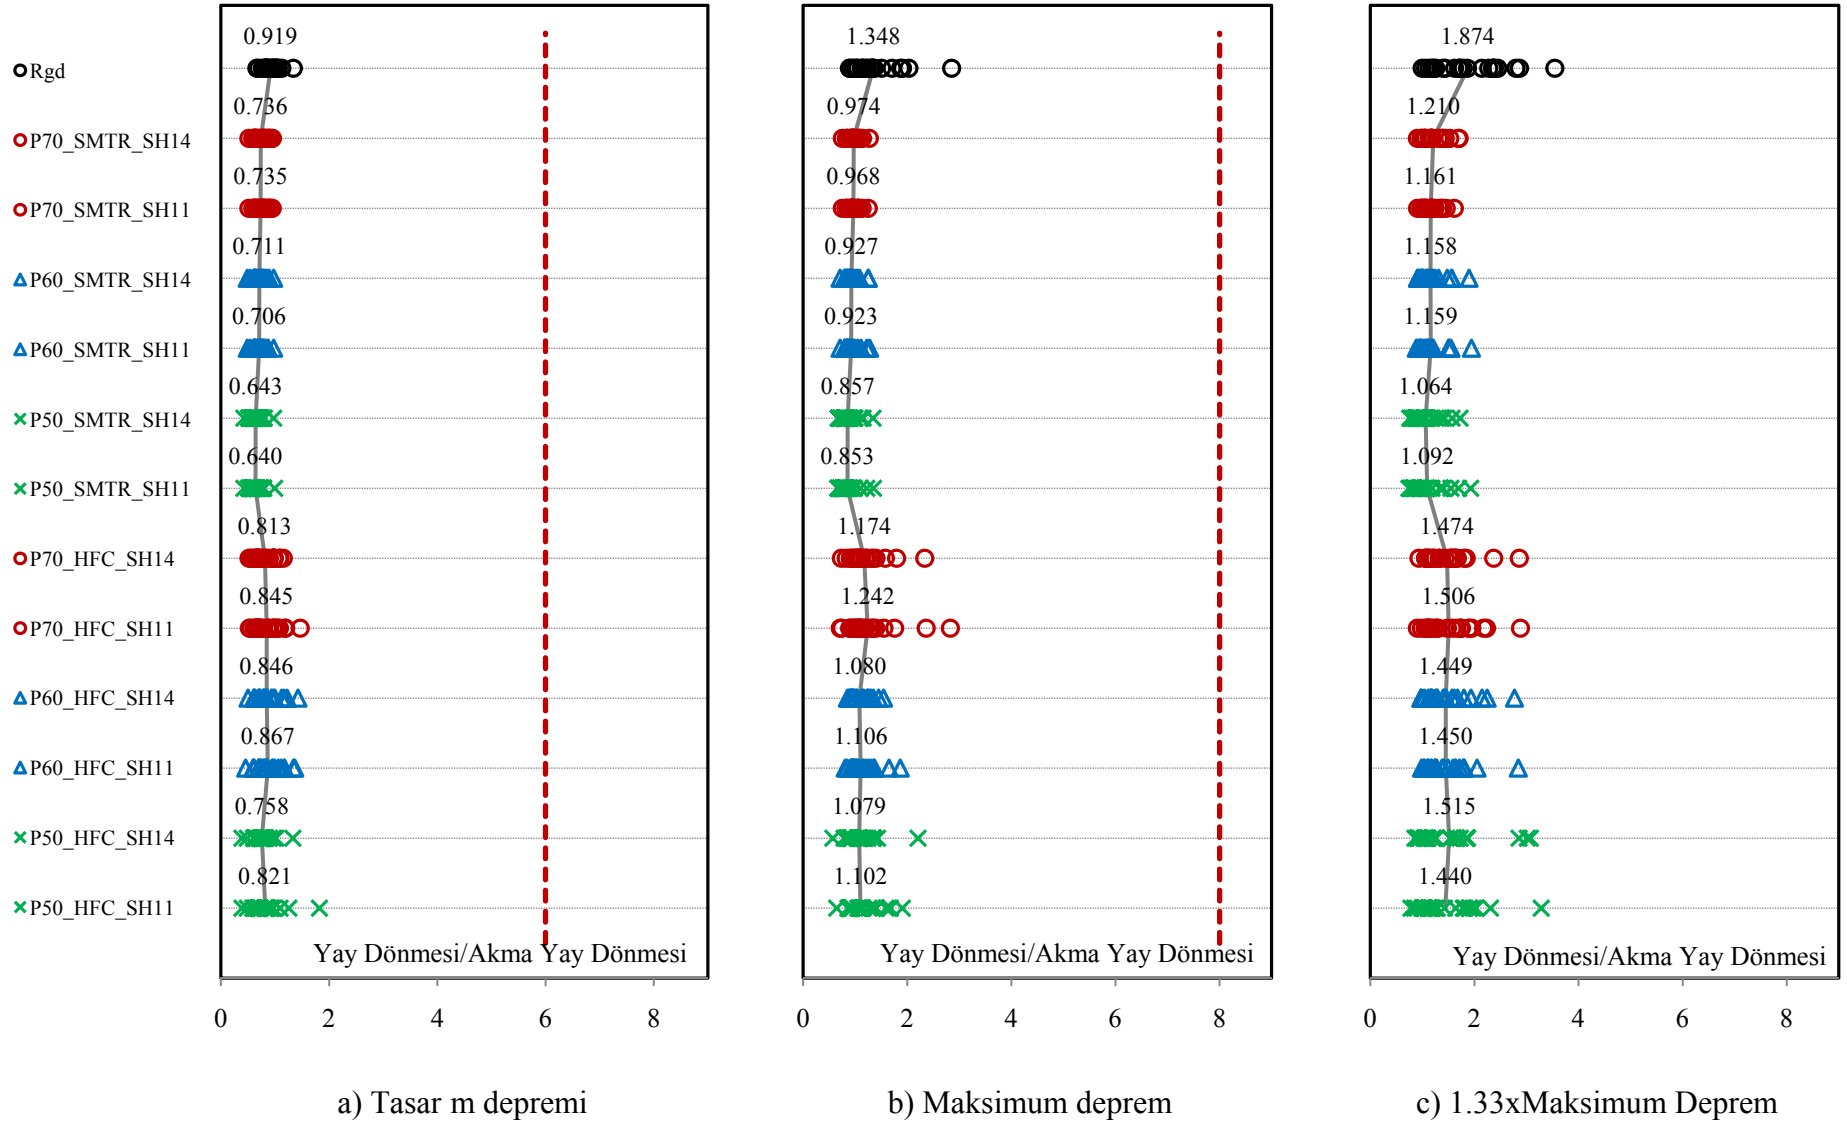 0.919 1.348 1.874
Rgd
0.736 0.974 1.210
P70_SMTR_SH14
0.735 0.968 1.161
P70_SMTR_SH11
0.711 0.927 1.158
P60_SMTR_SH14
0.706 0.923 1.159
P60_SMTR_SH11
0.643 0.857 1.064
P50_SMTR_SH14
0.640 0.853 1.092
P50_SMTR_SH11
0.813 1.174 1.474
P70_HFC_SH14
0.845 1.242 1.506
P70_HFC_SH11
0.846 1.080 1.449
P60_HFC_SH14
0.867 1.106 1.450
P60_HFC_SH11
0.758 1.079 1.515
P50_HFC_SH14
0.821 1.102 1.440
P50_HFC_SH11
Yay Dönmesi/Akma Yay Dönmesi Yay Dönmesi/Akma Yay Dönmesi Yay Dönmesi/Akma Yay Dönmesi
0 2 4 6 8 0 2 4 6 8 0 2 4 6 8
a) Tasar m depremi b) Maksimum deprem c) 1.33xMaksimum Deprem